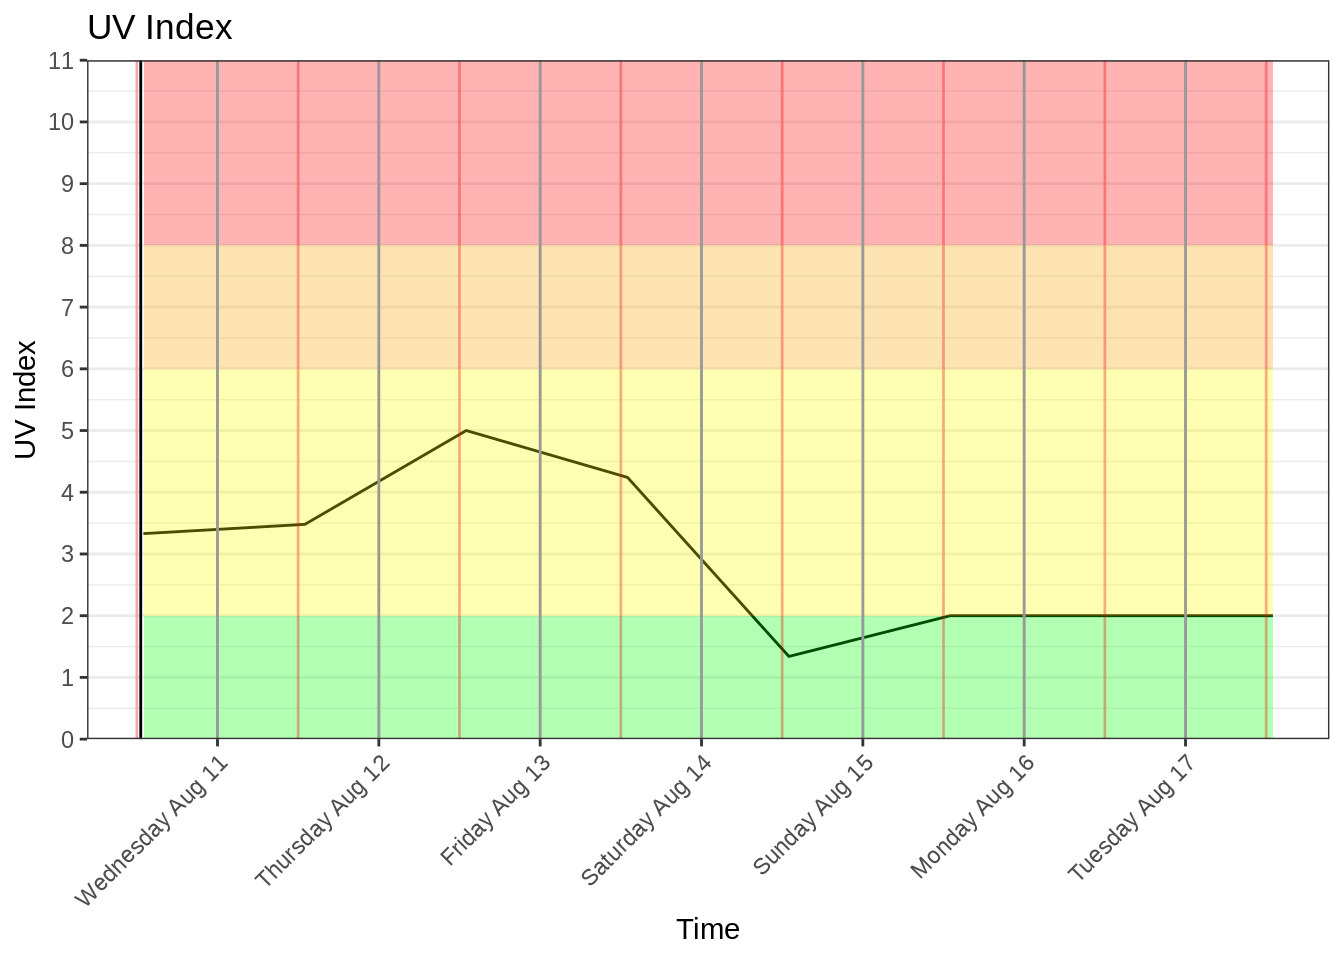 UV Index
11
10
9
8
7
6
5
4
3
2
1
0
UV Index
Wednesday Aug 11
Thursday Aug 12
Friday Aug 13
Saturday Aug 14
Sunday Aug 15
Monday Aug 16
Tuesday Aug 17
Time